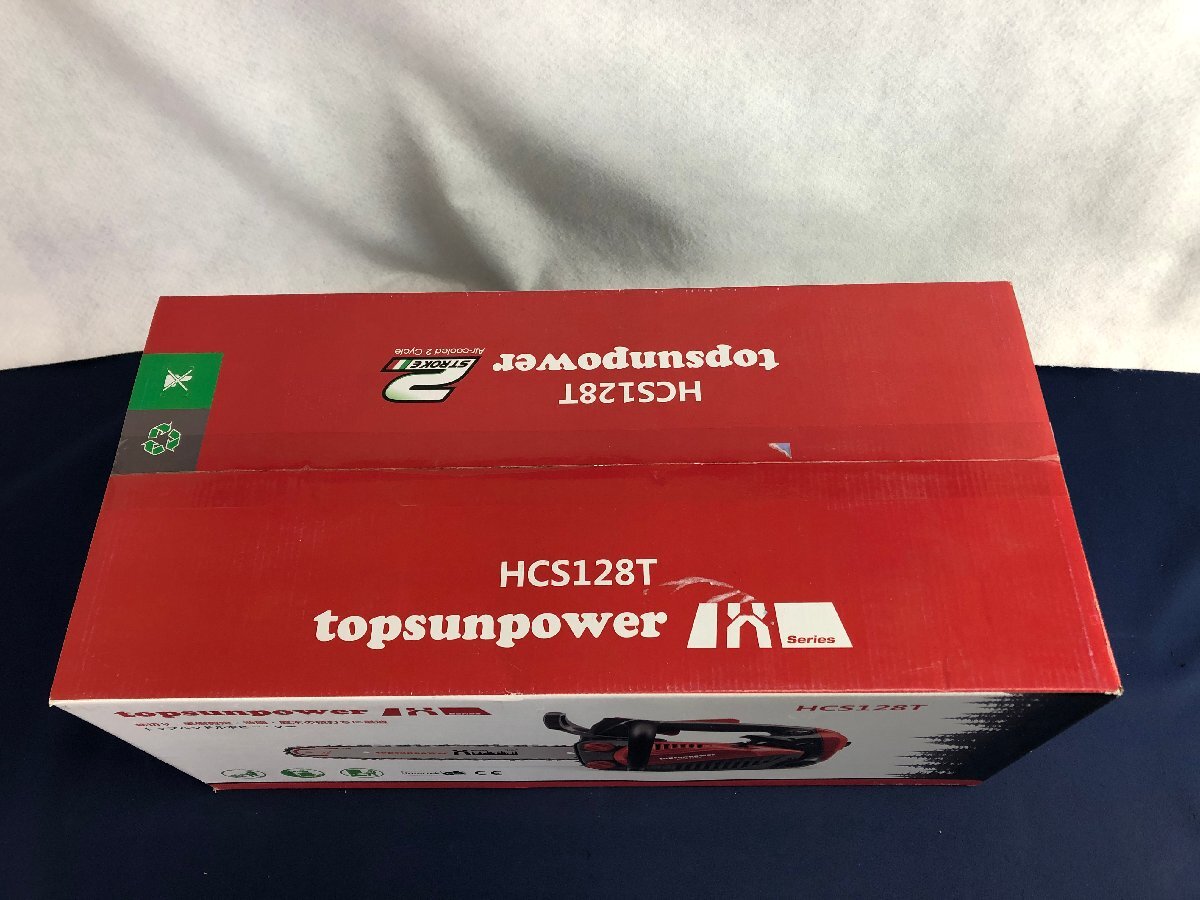 HCS128T
topsunpower
2 STROKE
Air-cooled 2 Cycle
HCS128T
topsunpower
Series
topsunpower
HCS128T